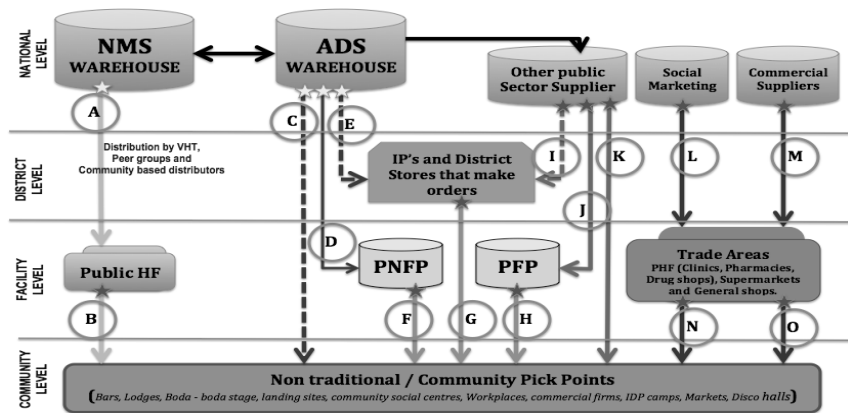 NATIONAL
LEVEL
NMS
WAREHOUSE
ADS
WAREHOUSE
Other public
Sector Supplier
Social
Marketing
Commercial
Suppliers
A
C
E
Distribution by VHT,
Peer groups and
Community based distributors
DISTRICT
LEVEL
IP's and District
Stores that make
orders
I
K
L
M
J
D
FACILITY
LEVEL
Public HF
PNFP
PFP
Trade Areas
PHF (Clinics, Pharmacies,
Drug shops), Supermarkets
and General shops.
B
F
G
H
N
O
COMMUNITY
LEVEL
Non traditional / Community Pick Points
(Bars, Lodges, Boda - boda stage, landing sites, community social centres, Workplaces, commercial firms, IDP camps, Markets, Disco halls)